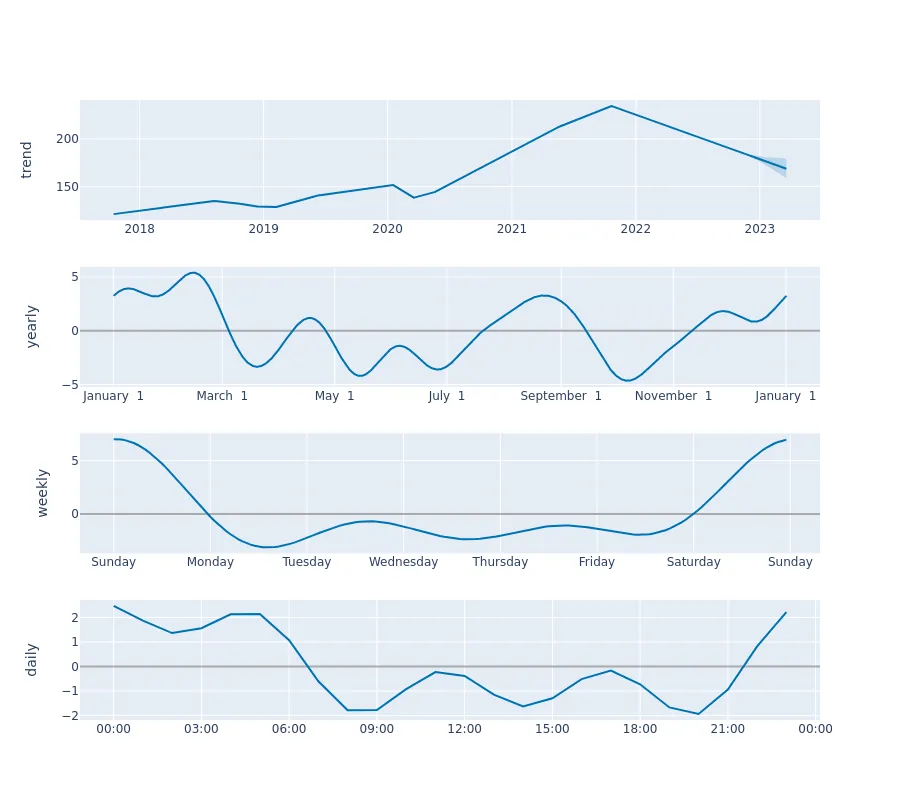 trend
200
150
2018 2019 2020 2021 2022 2023
yearly
5
0
−5
January 1 March 1 May 1 July 1 September 1 November 1 January 1
weekly
5
0
Sunday Monday Tuesday Wednesday Thursday Friday Saturday Sunday
daily
2
1
0
−1
−2
00:00 03:00 06:00 09:00 12:00 15:00 18:00 21:00 00:00